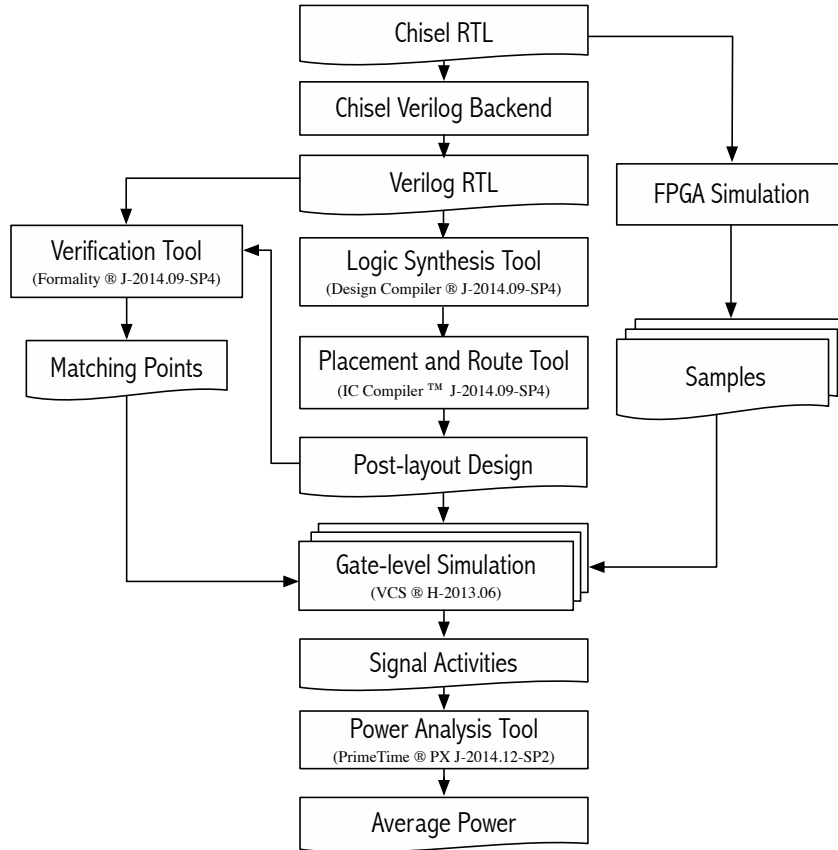 Chisel RTL
Chisel Verilog Backend
Verilog RTL
FPGA Simulation
Verification Tool
(Formality ® J-2014.09-SP4)
Logic Synthesis Tool
(Design Compiler ® J-2014.09-SP4)
Matching Points
Placement and Route Tool
(IC Compiler ™ J-2014.09-SP4)
Samples
Post-layout Design
Gate-level Simulation
(VCS ® H-2013.06)
Signal Activities
Power Analysis Tool
(PrimeTime ® PX J-2014.12-SP2)
Average Power